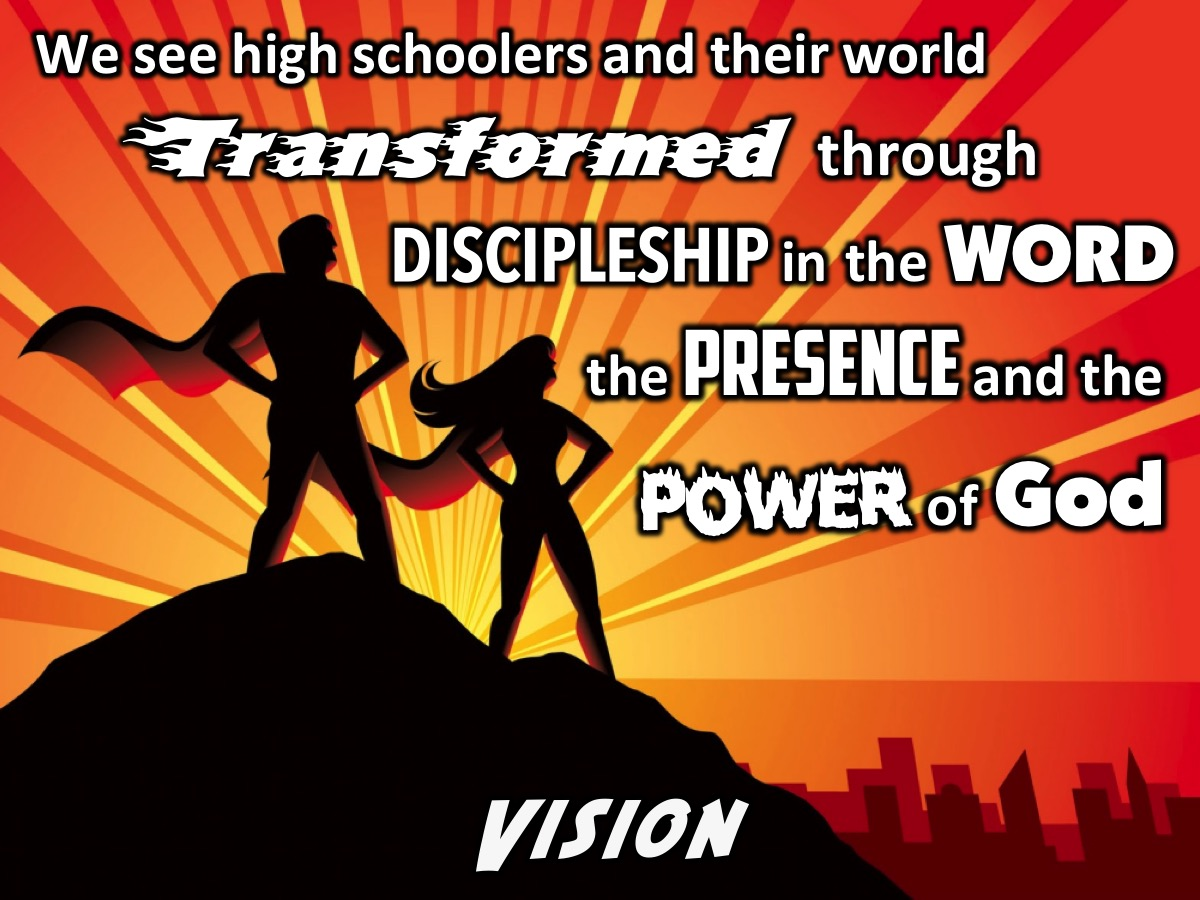 We see high schoolers and their world
Transformed through
DISCIPLESHIP in the WORD
the PRESENCE and the
POWER of God
VISION